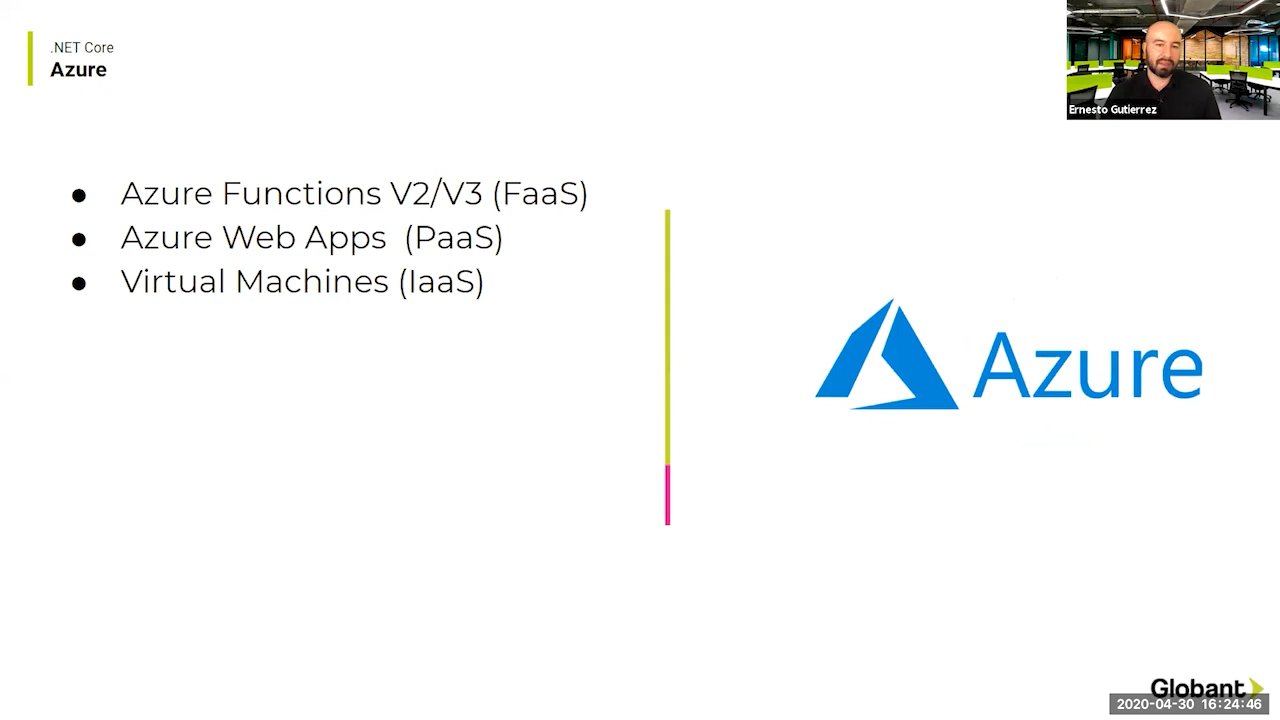 .NET Core
Azure
Ernesto Gutierrez
● Azure Functions V2/V3 (FaaS)
● Azure Web Apps (PaaS)
● Virtual Machines (IaaS)
Azure
Globant
2020-04-30 16:24:46